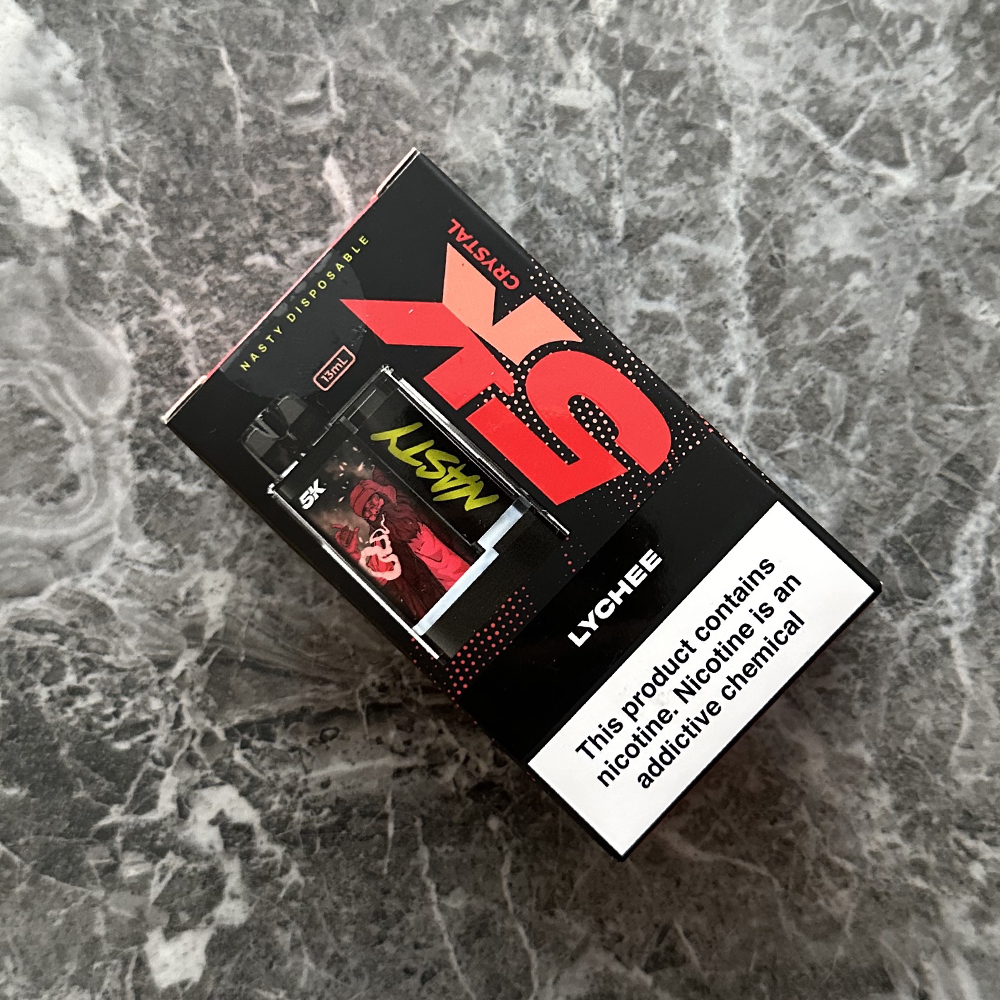 NASTY DISPOSABLE
13mL
CRYSTAL
5K
5K
NASTY
LYCHEE
This product contains
nicotine. Nicotine is an
addictive chemical